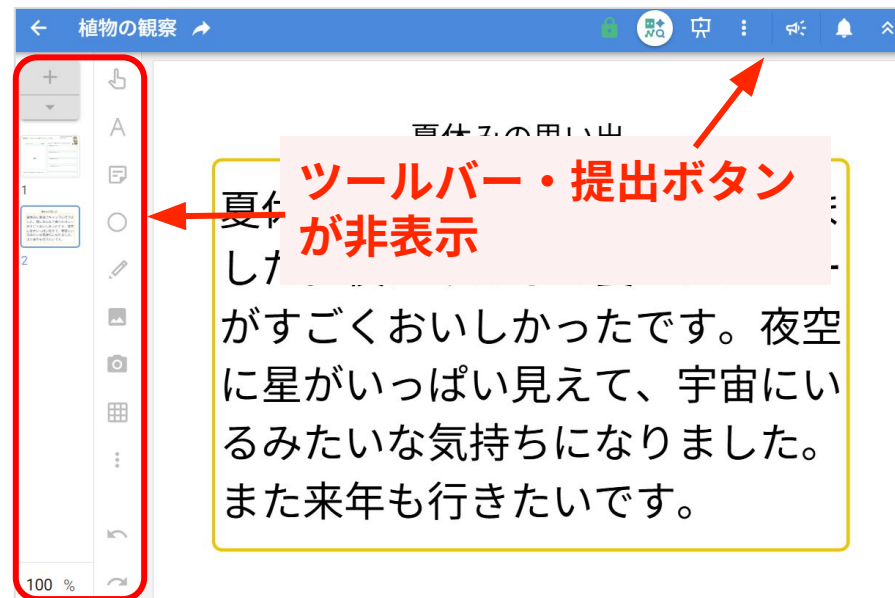 植物の観察
夏休みの思い出
ツールバー・提出ボタン
が非表示
夏
した
がすごくおいしかったです。夜空
に星がいっぱい見えて、宇宙にい
るみたいな気持ちになりました。
また来年も行きたいです。
A
1
2
100 %